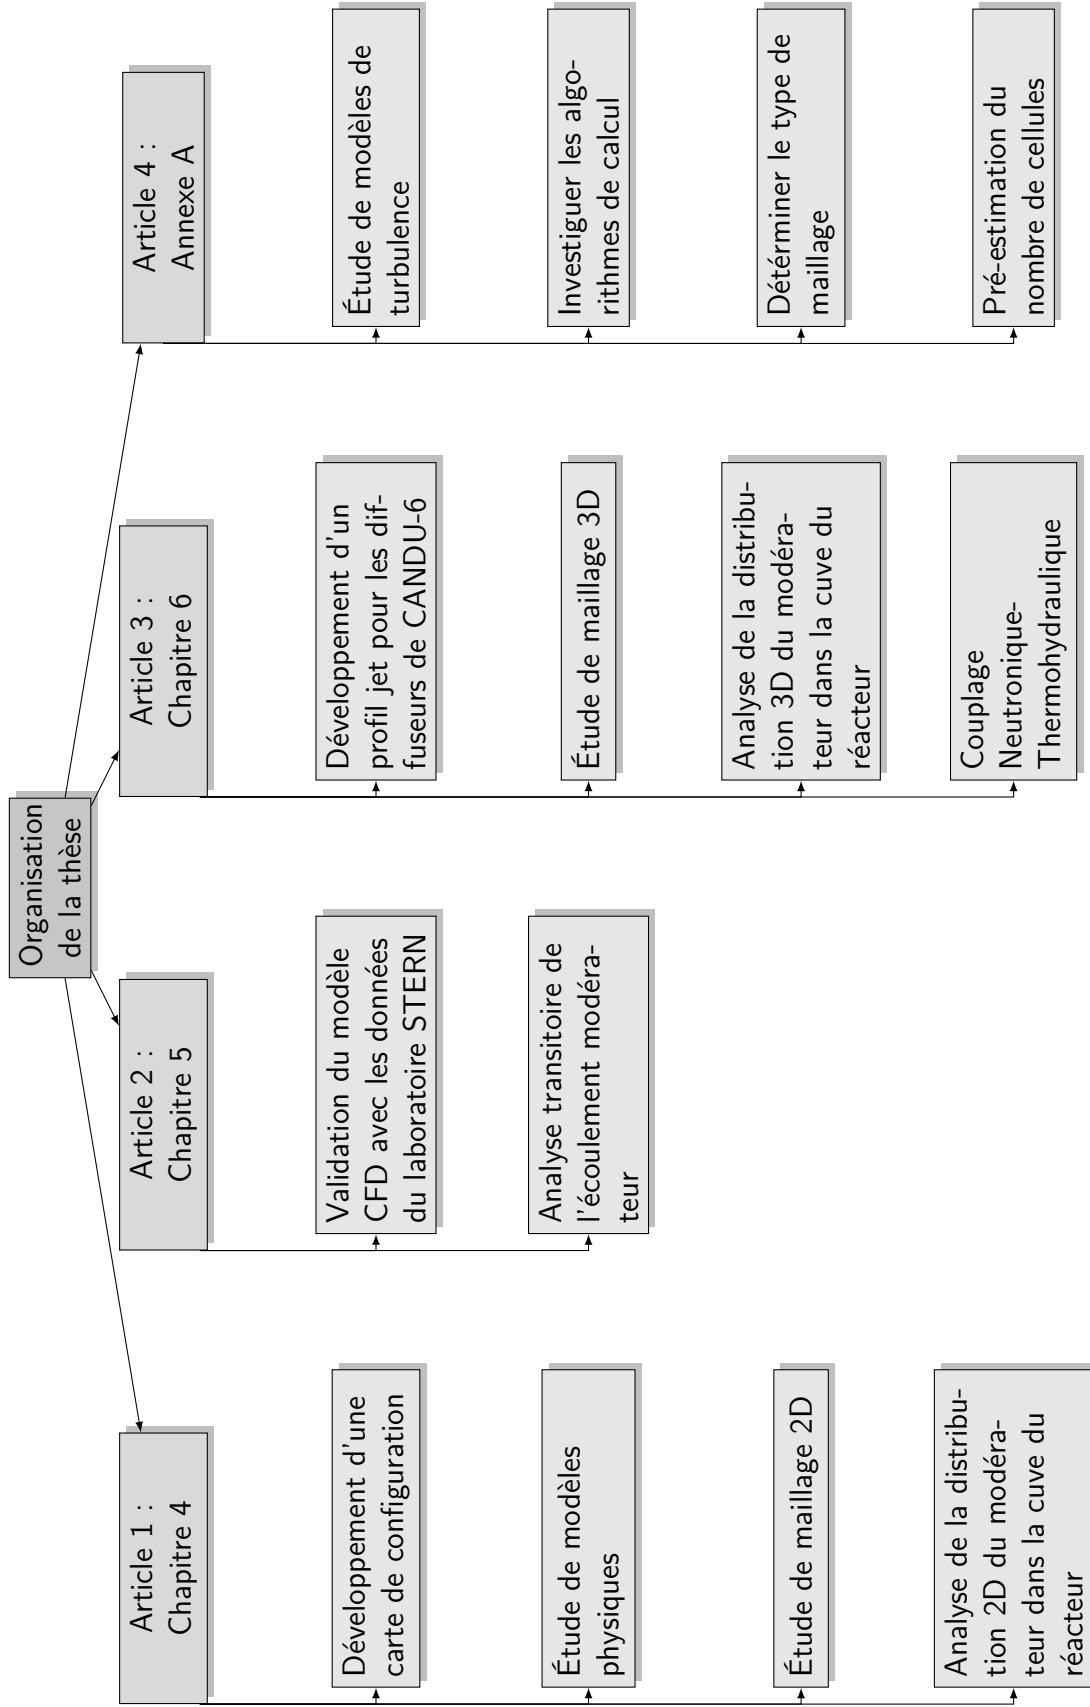 Organisation
de la thèse
Article 1 :
Chapitre 4
Développement d'une
carte de configuration
Étude de modèles
physiques
Étude de maillage 2D
Analyse de la distribu-
tion 2D du modéra-
teur dans la cuve du
réacteur
Article 2 :
Chapitre 5
Validation du modèle
CFD avec les données
du laboratoire STERN
Analyse transitoire de
l'écoulement modéra-
teur
Article 3 :
Chapitre 6
Développement d'un
profil jet pour les dif-
fuseurs de CANDU-6
Étude de maillage 3D
Analyse de la distribu-
tion 3D du modéra-
teur dans la cuve du
réacteur
Couplage
Neutronique-
Thermohydraulique
Article 4 :
Annexe A
Étude de modèles de
turbulence
Investiguer les algo-
rithmes de calcul
Détérminer le type de
maillage
Pré-estimation du
nombre de cellules